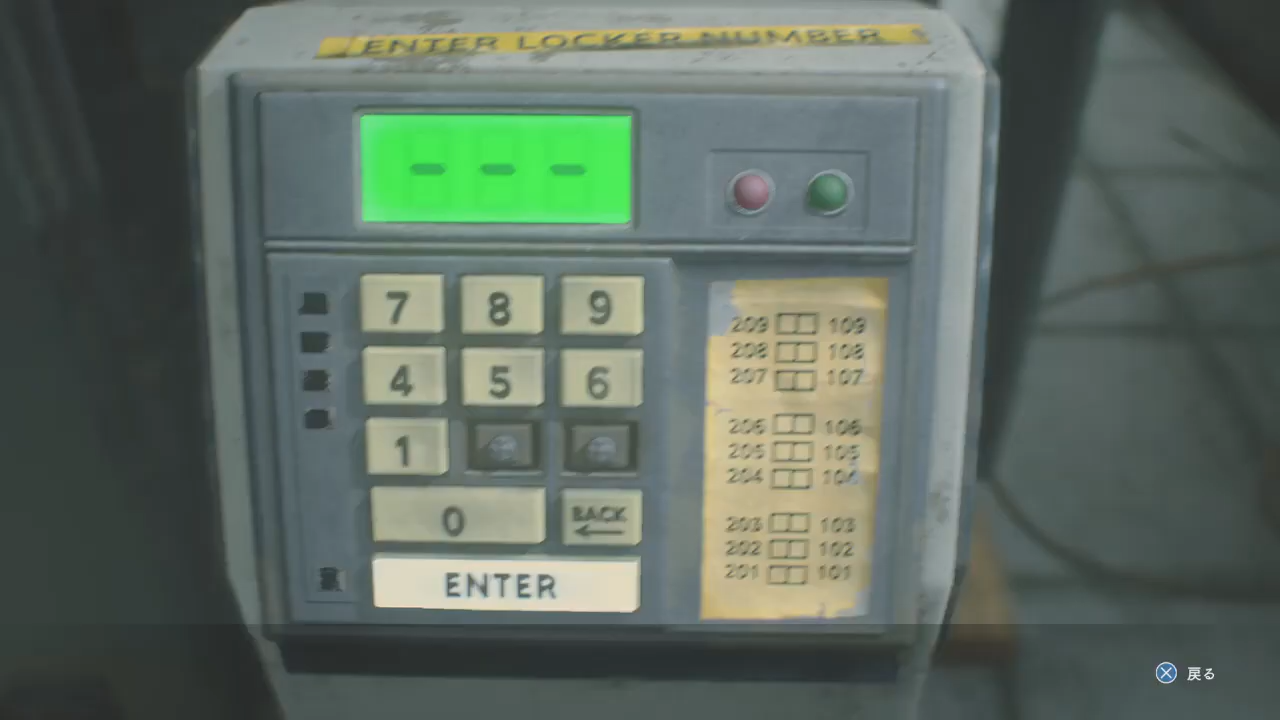 ENTER LOCKER NUMBER
- - -
7 8 9
4 5 6
1
0 BACK
ENTER
209 109
208 108
207 107
206 106
205 105
204 104
203 103
202 102
201 101
戻る